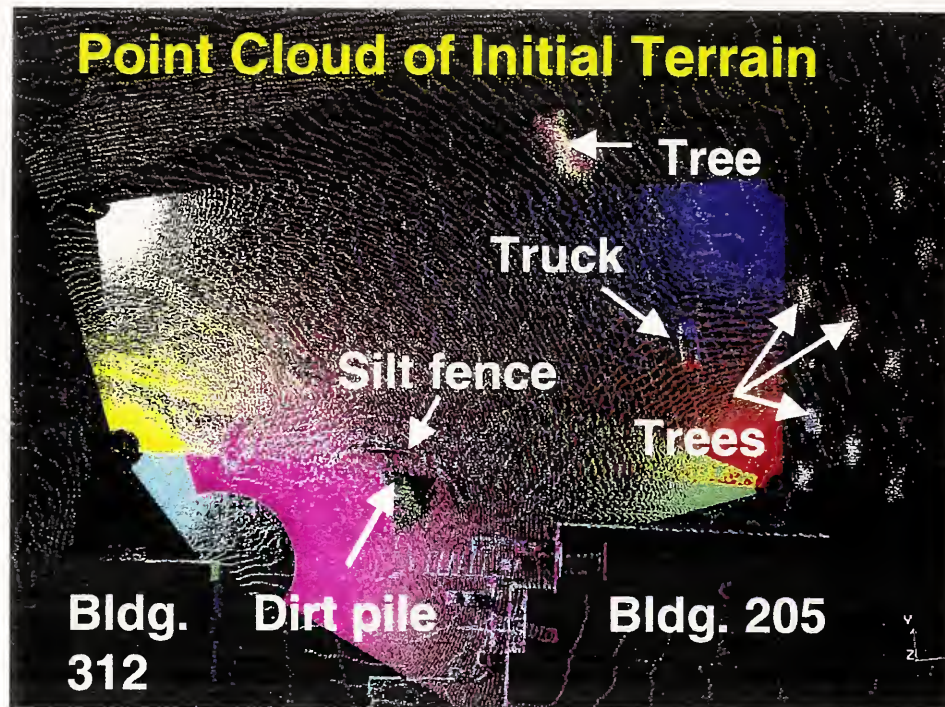 Point Cloud of Initial Terrain
Tree
Truck
Silt fence
Trees
Bldg.
312
Dirt pile
Bldg. 205
Y
Z